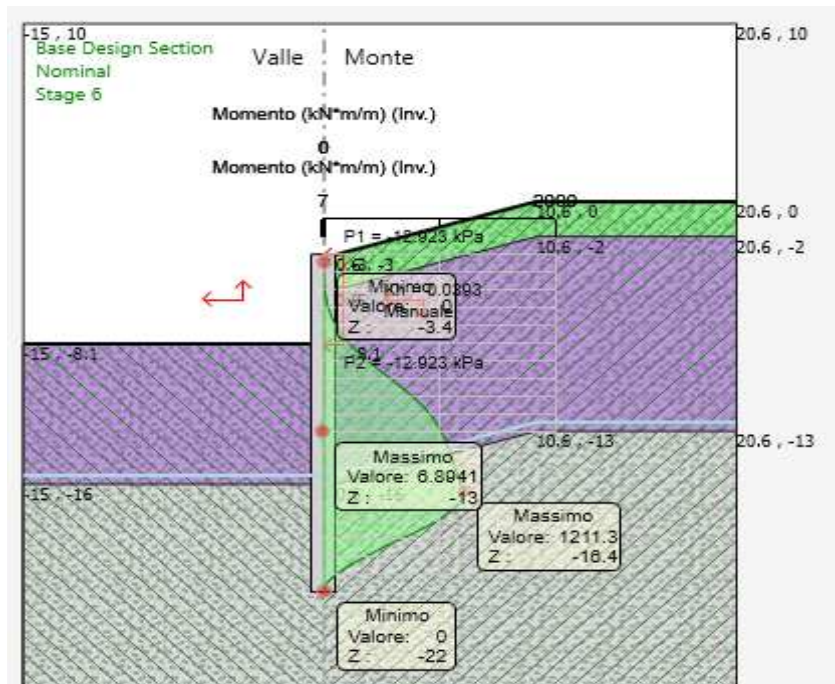 -15 , 10
20.6 , 10
Base Design Section
Nominal
Stage 6
Valle
Monte
Momento (kN*m/m) (Inv.)
0
Momento (kN*m/m) (Inv.)
7
2000
10.6 , 0
20.6 , 0
P1 = -12.923 kPa
10.6 , -2
20.6 , -2
, -3
Minimo
Valore: 0
Z : -3.4
0.0393
Manuale
-15 , -8.1
P2 = -12.923 kPa
10.6 , -13
20.6 , -13
Massimo
Valore: 6.8941
Z : -13
-15 , -16
Massimo
Valore: 1211.3
Z : -16.4
Minimo
Valore: 0
Z : -22